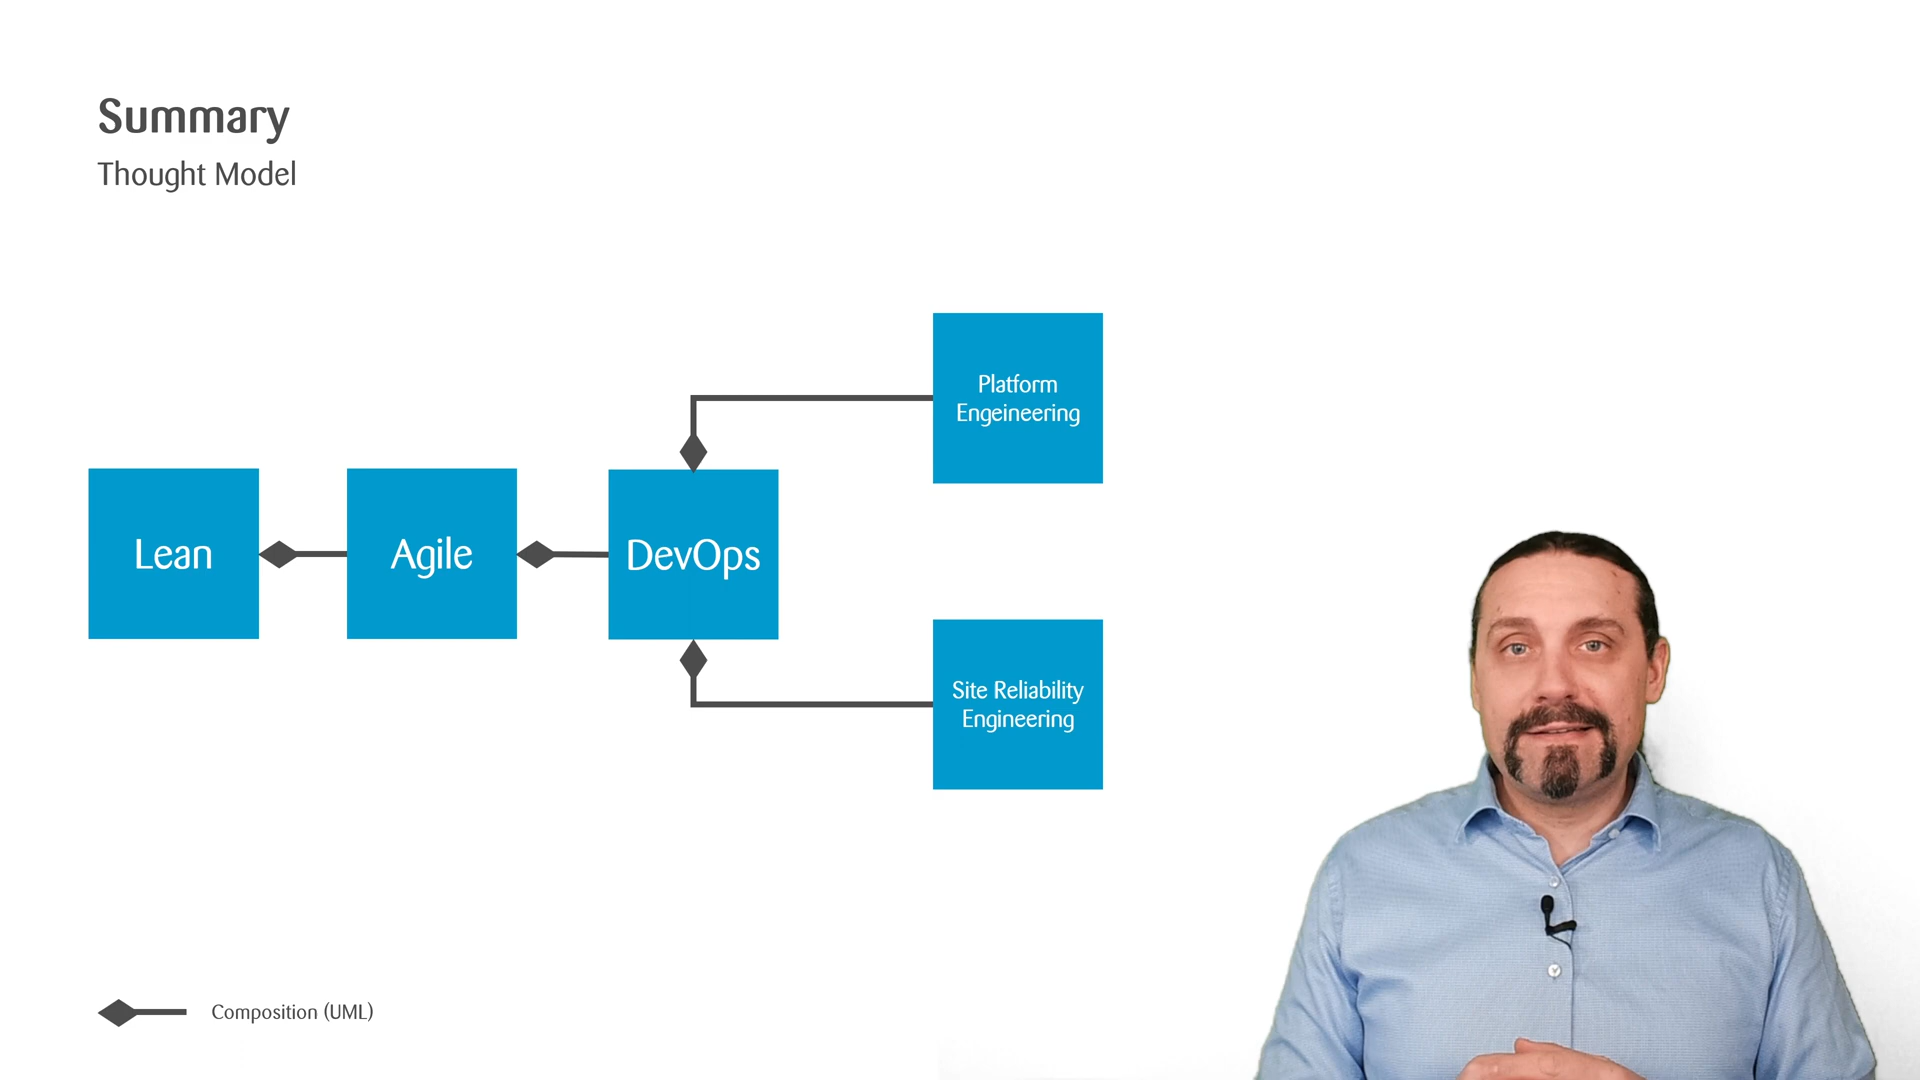 Summary
Thought Model
Platform
Engeineering
Lean
Agile
DevOps
Site Reliability
Engineering
Composition (UML)